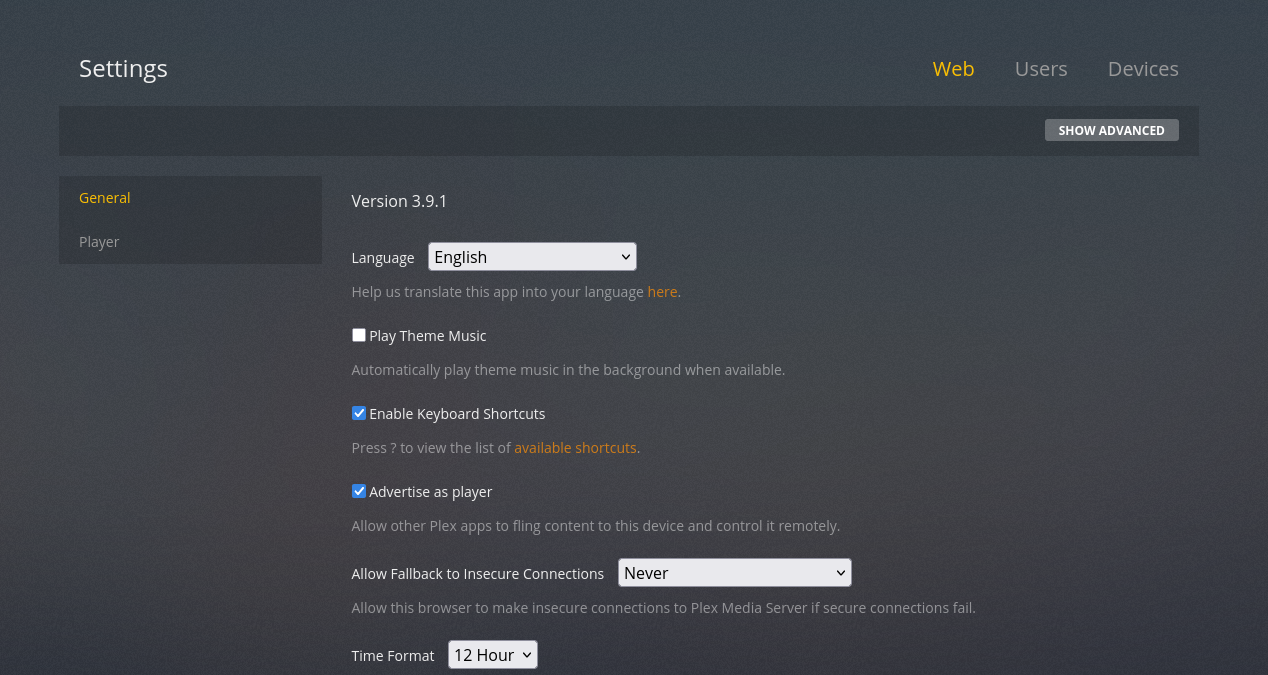 Settings
Web Users Devices
SHOW ADVANCED
General
Player
Version 3.9.1
Language English
Help us translate this app into your language here.
Play Theme Music
Automatically play theme music in the background when available.
Enable Keyboard Shortcuts
Press ? to view the list of available shortcuts.
Advertise as player
Allow other Plex apps to fling content to this device and control it remotely.
Allow Fallback to Insecure Connections Never
Allow this browser to make insecure connections to Plex Media Server if secure connections fail.
Time Format 12 Hour